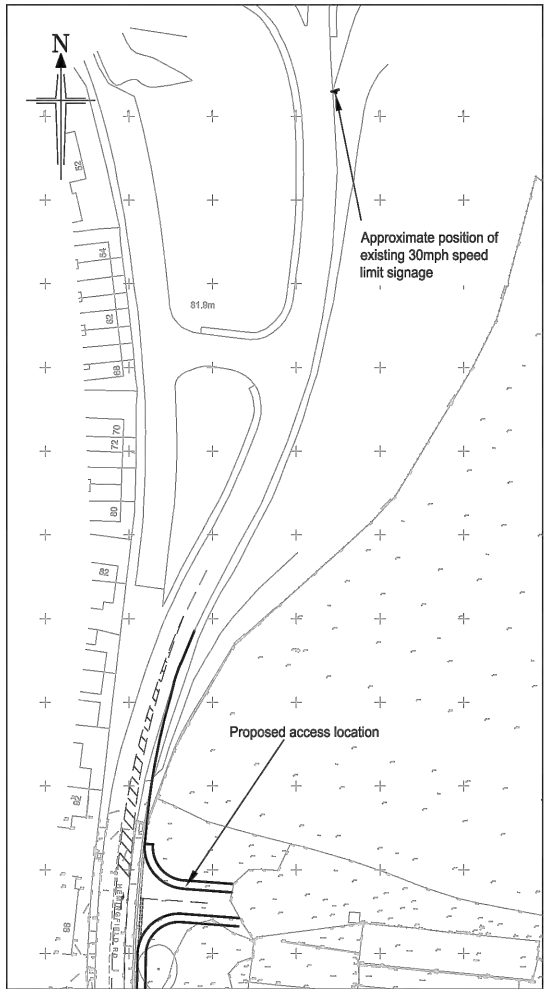 N
52
Approximate position of
existing 30mph speed
limit signage
54
81.9m
62
68
70
72
80
82
Proposed access location
92
98